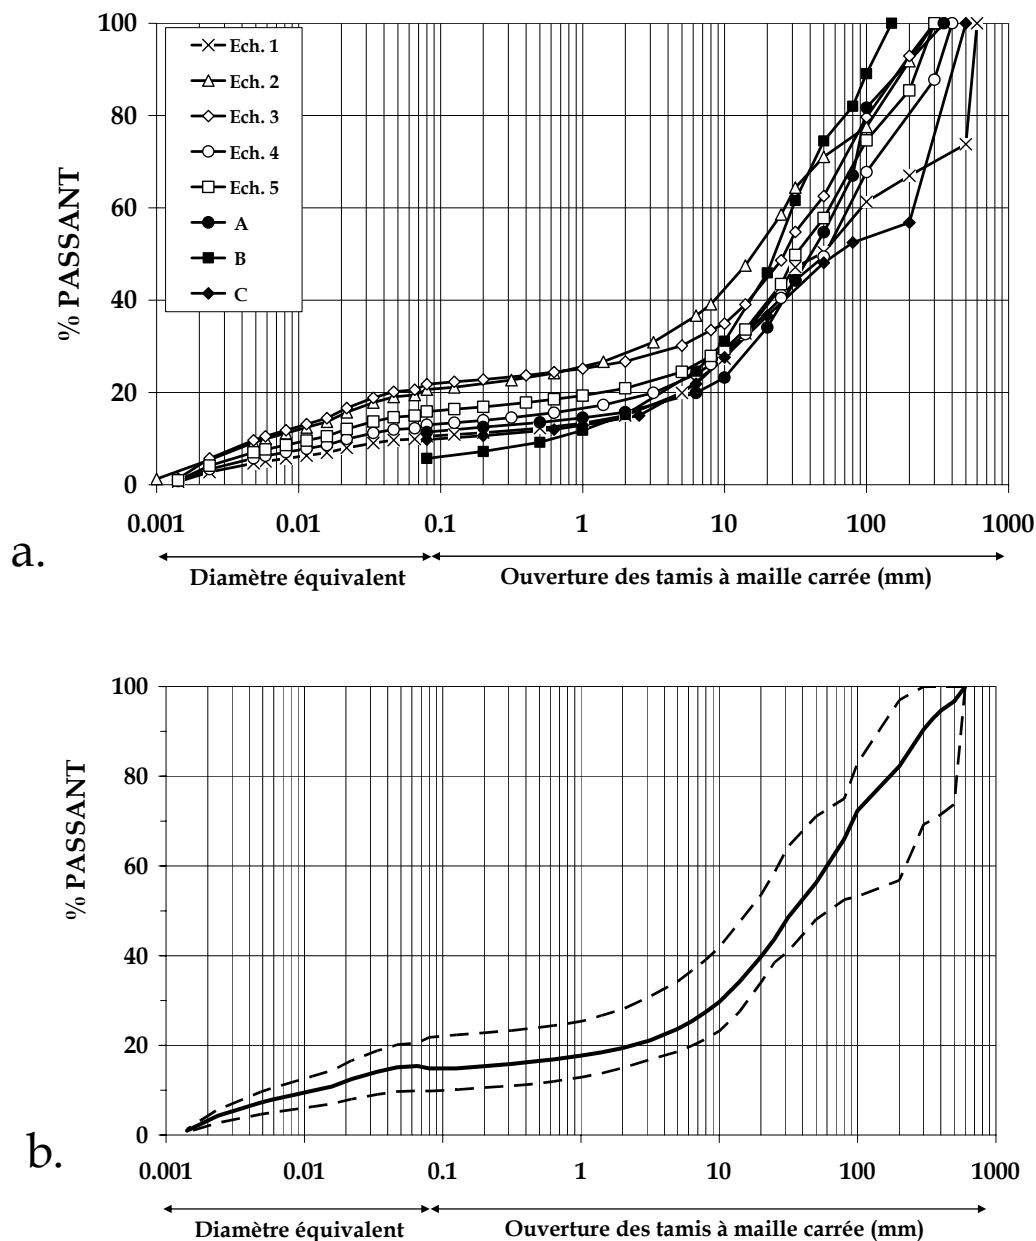 a.
% PASSANT
100
80
60
40
20
0
Ech. 1
Ech. 2
Ech. 3
Ech. 4
Ech. 5
A
B
C
0.001 0.01 0.1 1 10 100 1000
Diamètre équivalent Ouverture des tamis à maille carrée (mm)
b.
% PASSANT
100
80
60
40
20
0
0.001 0.01 0.1 1 10 100 1000
Diamètre équivalent Ouverture des tamis à maille carrée (mm)